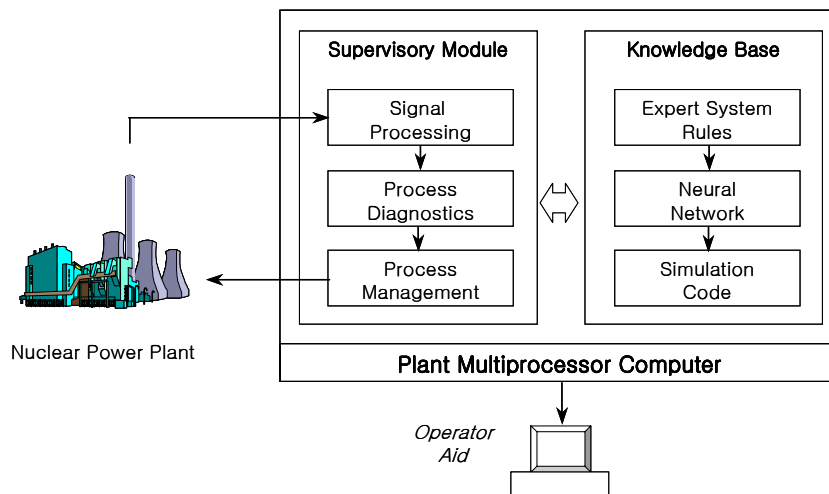 Supervisory Module
Signal
Processing
Process
Diagnostics
Process
Management
Knowledge Base
Expert System
Rules
Neural
Network
Simulation
Code
Nuclear Power Plant
Plant Multiprocessor Computer
Operator
Aid